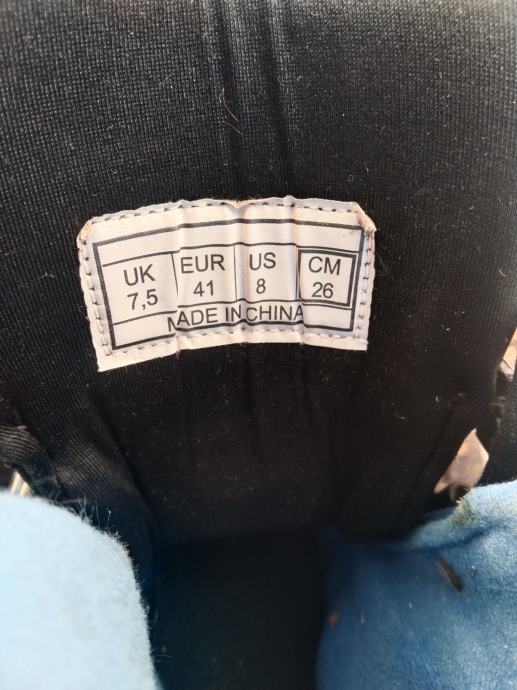 UK EUR US CM
7,5 41 8 26
MADE IN CHINA